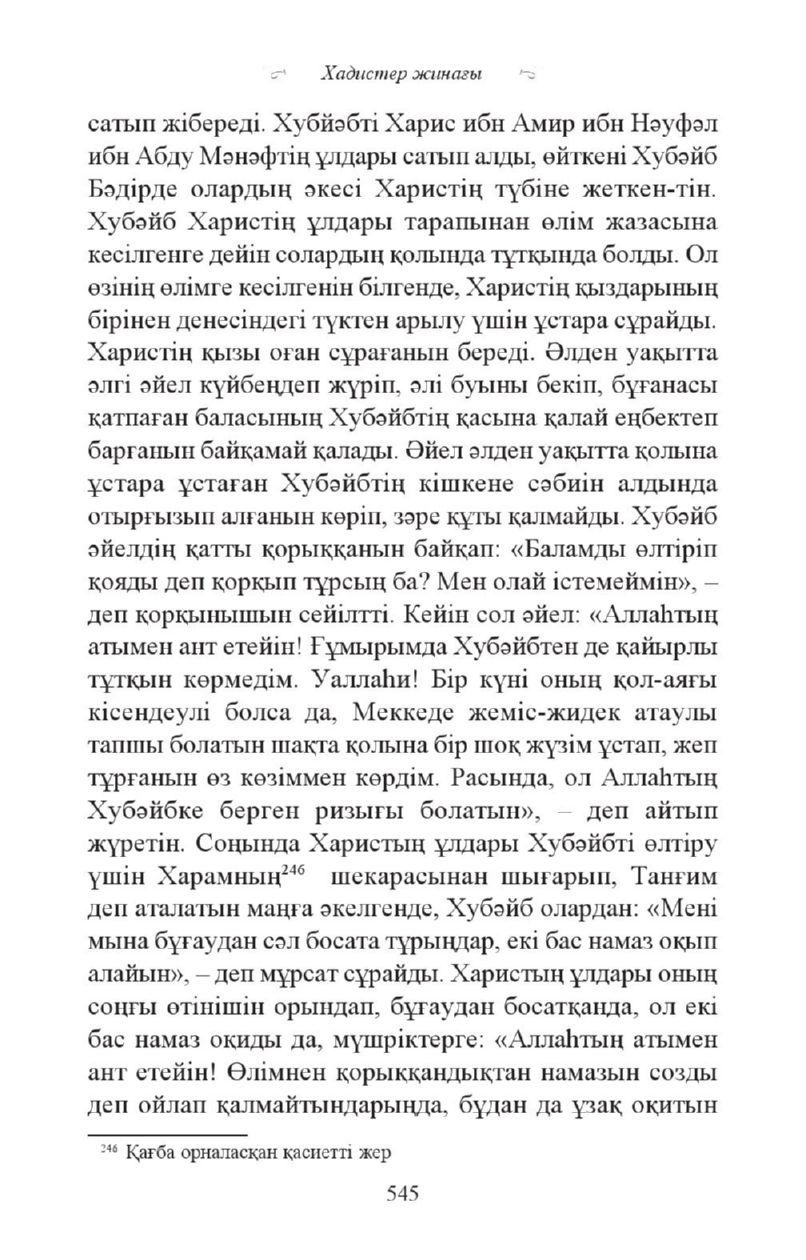 Хадистер жинағы
сатып жібереді. Хубйәбті Харис ибн Амир ибн Нәуфәл
ибн Абду Мәнәфтің ұлдары сатып алды, өйткені Хубәйб
Бәдірде олардың әкесі Харистің түбіне жеткен-тін.
Хубәйб Харистің ұлдары тарапынан өлім жазасына
кесілгенге дейін солардың қолында тұтқында болды. Ол
өзінің өлімге кесілгенін білгенде, Харистің қыздарының
бірінен денесіндегі түктен арылу үшін ұстара сұрайды.
Харистің қызы оған сұрағанын береді. Әлден уақытта
әлгі әйел күйбеңдеп жүріп, әлі буыны бекіп, бұғанасы
қатпаған баласының Хубәйбтің қасына қалай еңбектеп
барғанын байқамай қалады. Әйел әлден уақытта қолына
ұстара ұстаған Хубәйбтің кішкене сәбиін алдында
отырғызып алғанын көріп, зәре құты қалмайды. Хубәйб
әйелдің қатты қорыққанын байқап: «Баламды өлтіріп
қояды деп қорқып тұрсың ба? Мен олай істемеймін», –
деп қорқынышын сейілтті. Кейін сол әйел: «Аллаһтың
атымен ант етейін! Ғұмырымда Хубәйбтен де қайырлы
тұтқын көрмедім. Уаллаһи! Бір күні оның қол-аяғы
кісендеулі болса да, Меккеде жеміс-жидек атаулы
тапшы болатын шақта қолына бір шоқ жүзім ұстап, жеп
тұрғанын өз көзіммен көрдім. Расында, ол Аллаһтың
Хубәйбке берген ризығы болатын», – деп айтып
жүретін. Соңында Харистың ұлдары Хубәйбті өлтіру
үшін Харамның²⁴⁶ шекарасынан шығарып, Танғим
деп аталатын маңға әкелгенде, Хубәйб олардан: «Мені
мына бұғаудан сәл босата тұрыңдар, екі бас намаз оқып
алайын», – деп мұрсат сұрайды. Харистың ұлдары оның
соңғы өтінішін орындап, бұғаудан босатқанда, ол екі
бас намаз оқиды да, мүшріктерге: «Аллаһтың атымен
ант етейін! Өлімнен қорыққандықтан намазын созды
деп ойлап қалмайтындарыңда, бұдан да ұзақ оқитын
²⁴⁶ Қағба орналасқан қасиетті жер
545